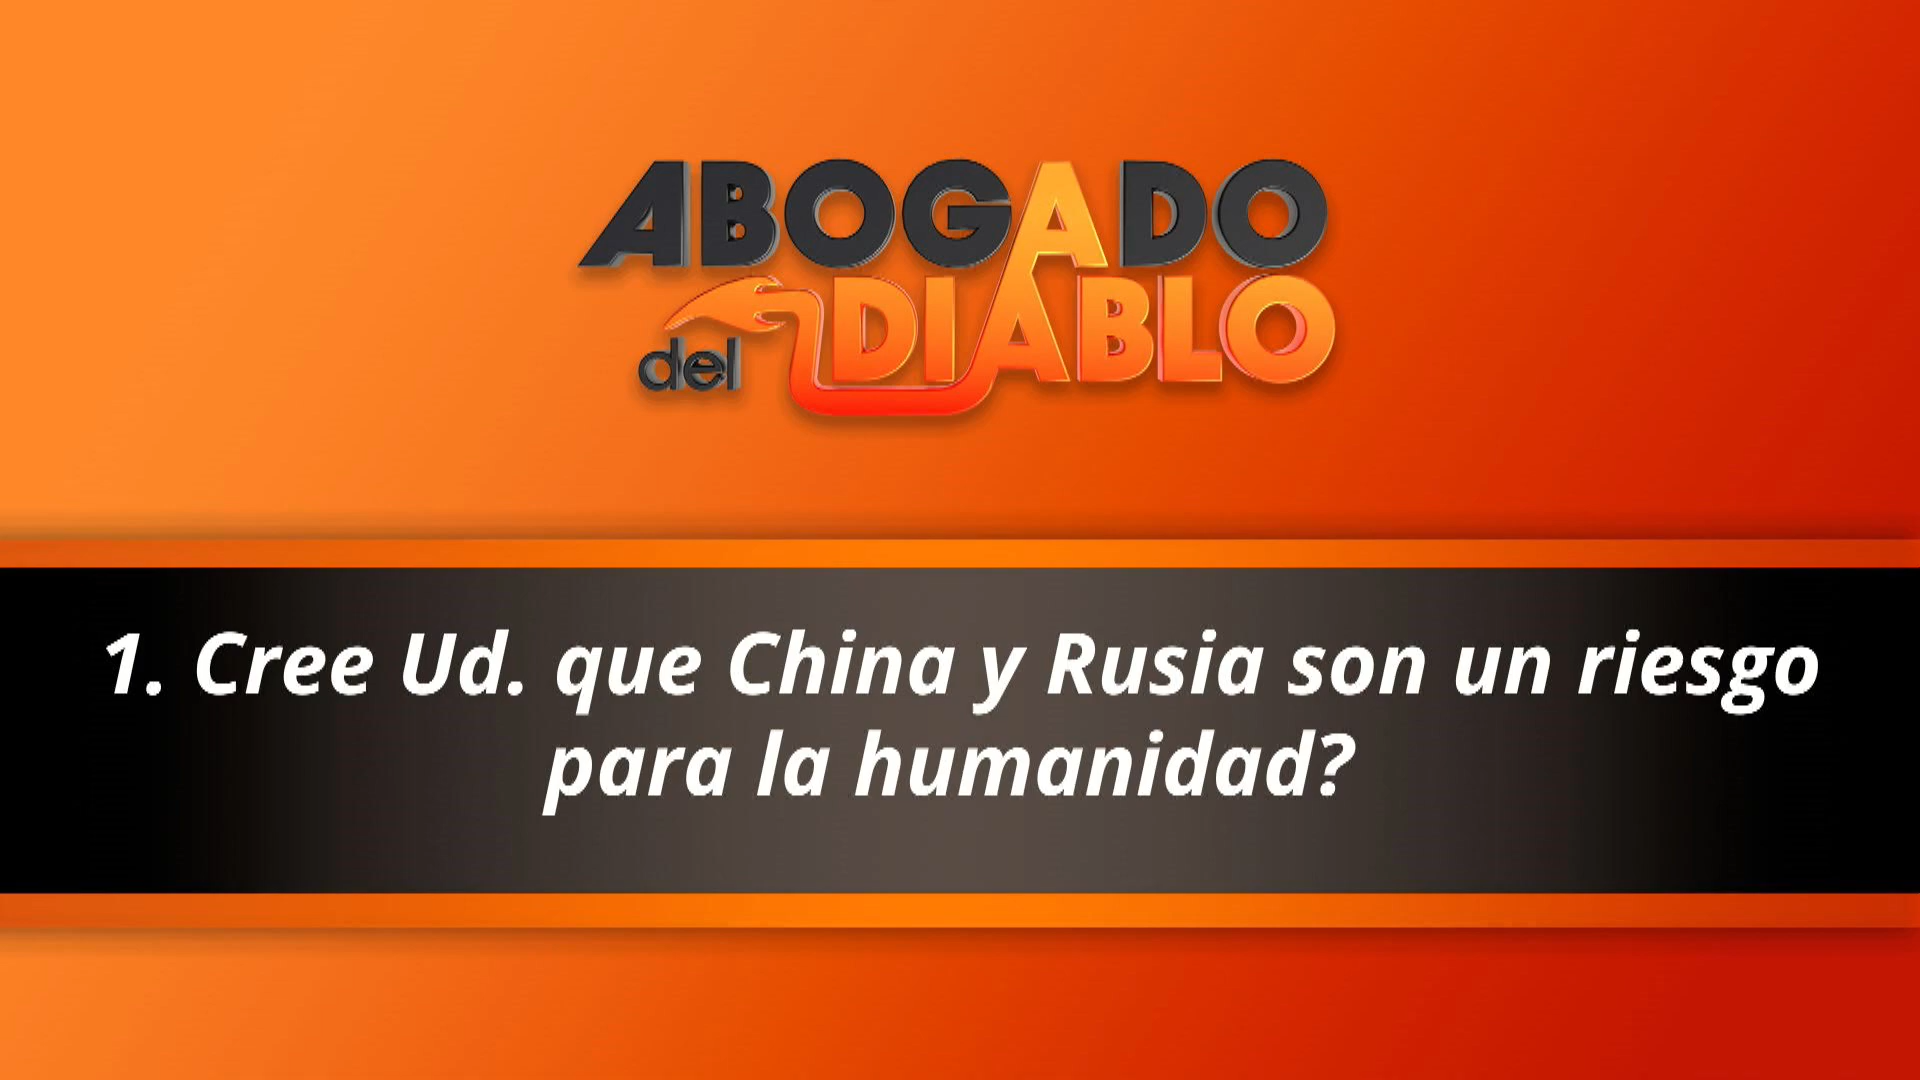 ABOGADO
del DIABLO
1. Cree Ud. que China y Rusia son un riesgo
para la humanidad?